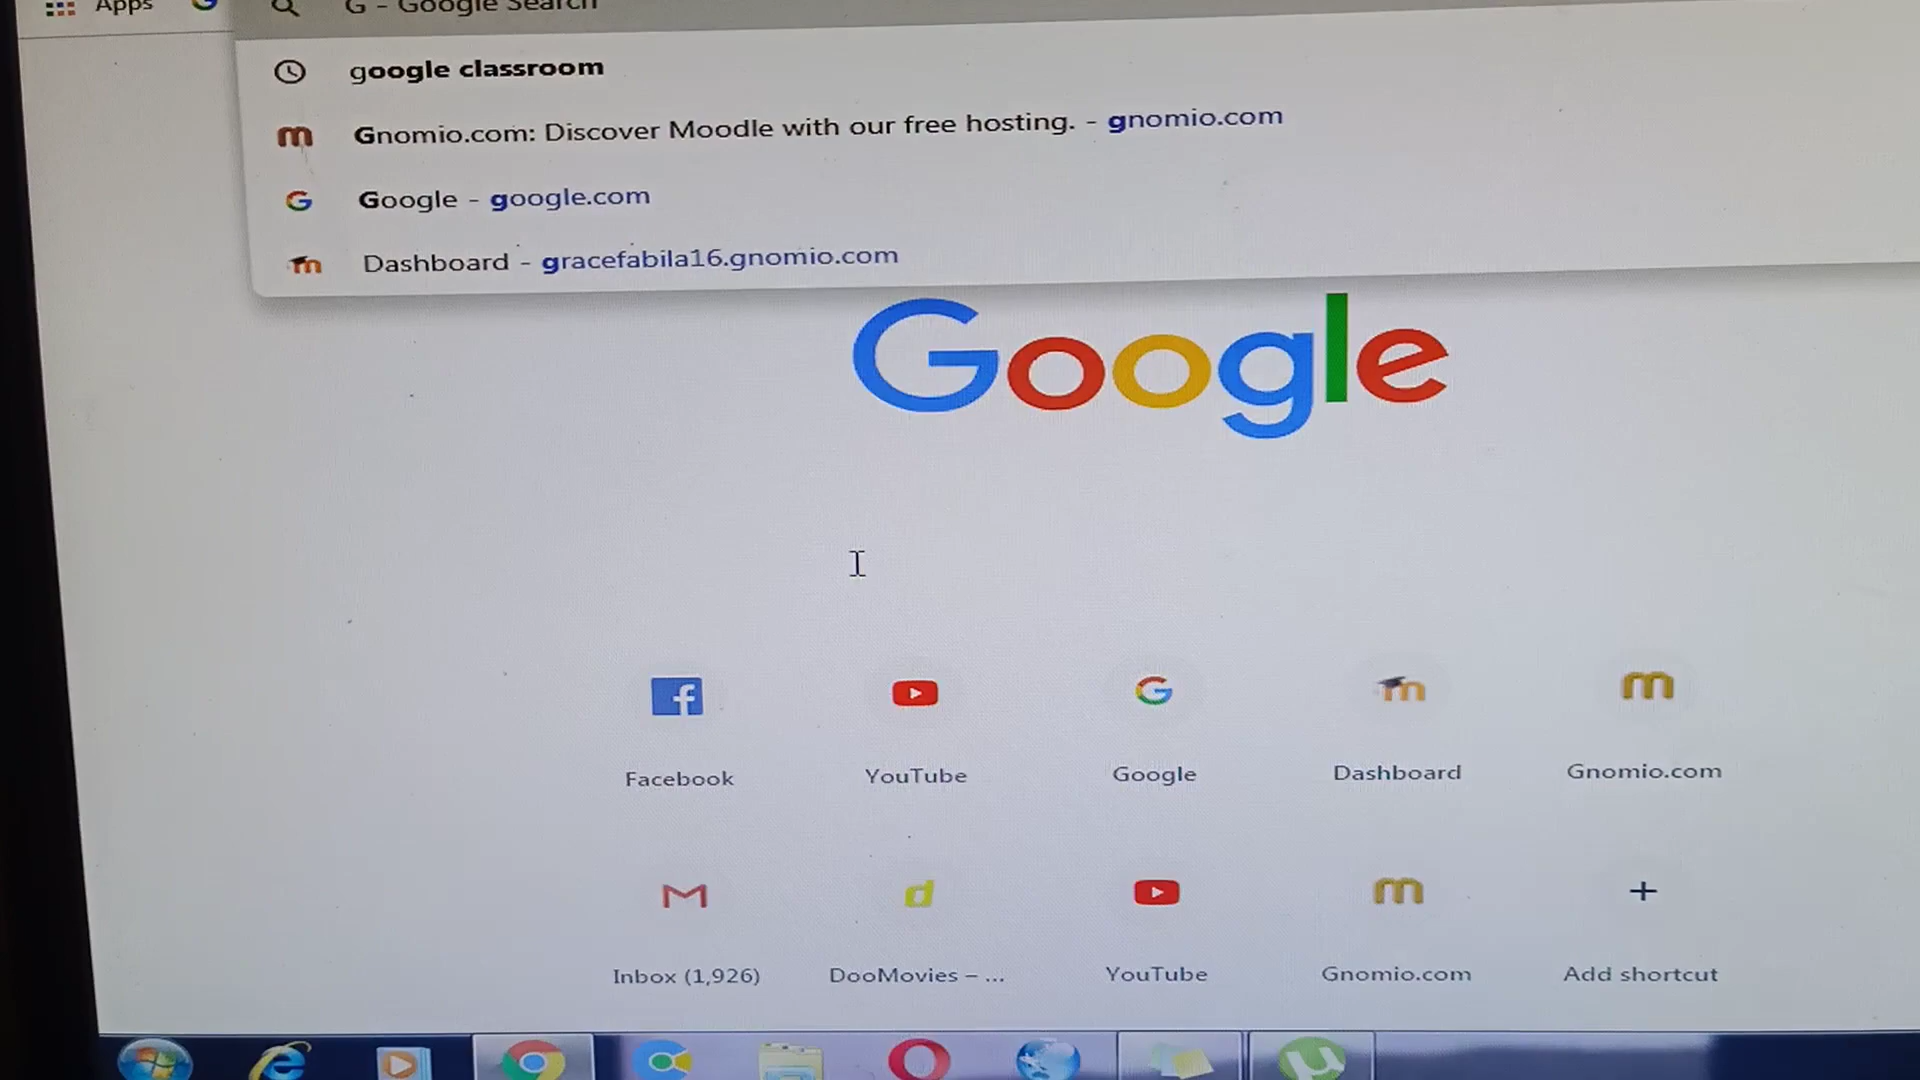 Apps
G - Google Search
google classroom
Gnomio.com: Discover Moodle with our free hosting. - gnomio.com
Google - google.com
Dashboard - gracefabila16.gnomio.com
Google
Facebook
YouTube
Google
Dashboard
Gnomio.com
Inbox (1,926)
DooMovies – ...
YouTube
Gnomio.com
Add shortcut